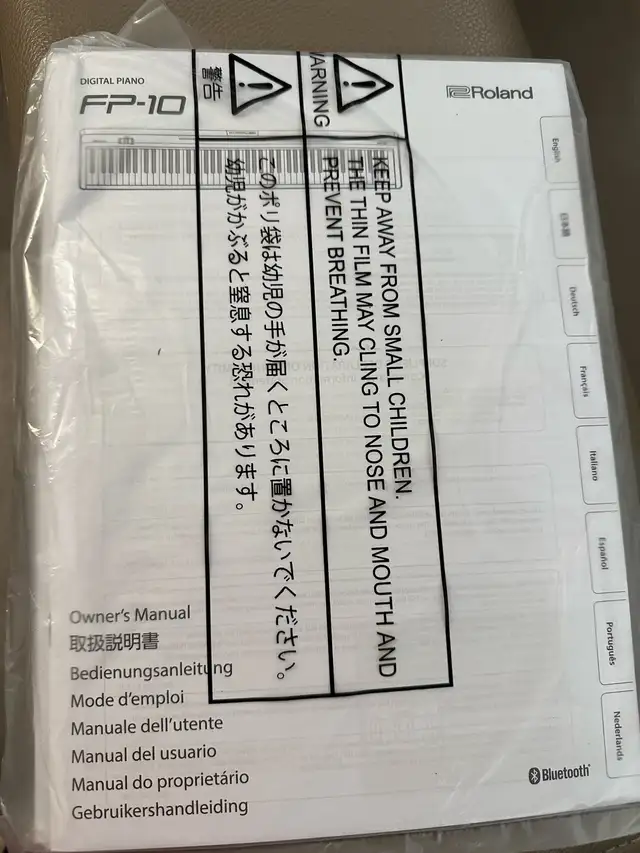 DIGITAL PIANO
FP-10
Roland
警告
このポリ袋は幼児の手が届くところに置かないでください。
幼児がかぶると窒息する恐れがあります。
WARNING
KEEP AWAY FROM SMALL CHILDREN.
THE THIN FILM MAY CLING TO NOSE AND MOUTH AND
PREVENT BREATHING.
English
日本語
Deutsch
Français
Italiano
Español
Português
Nederlands
Owner's Manual
取扱説明書
Bedienungsanleitung
Mode d'emploi
Manuale dell'utente
Manual del usuario
Manual do proprietário
Gebruikershandleiding
Bluetooth